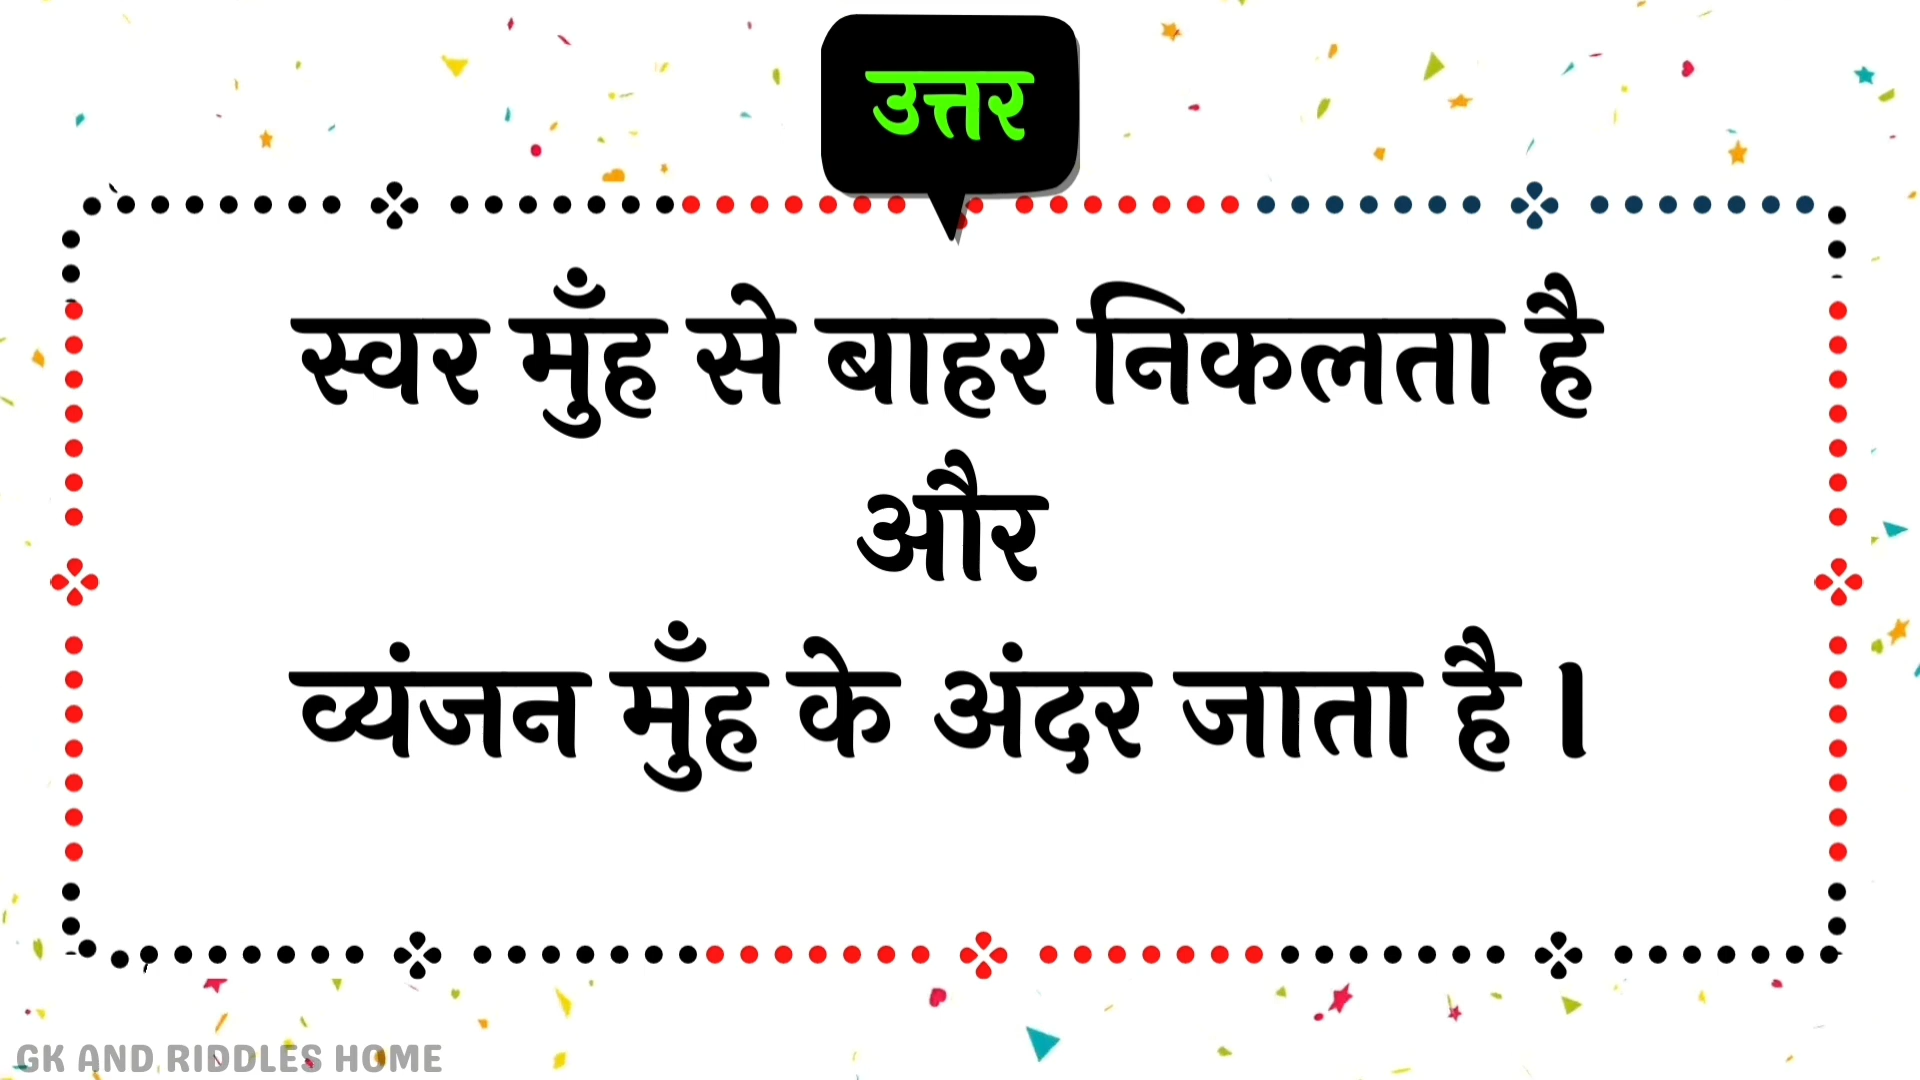 उत्तर
स्वर मुँह से बाहर निकलता है
और
व्यंजन मुँह के अंदर जाता है ।
GK AND RIDDLES HOME